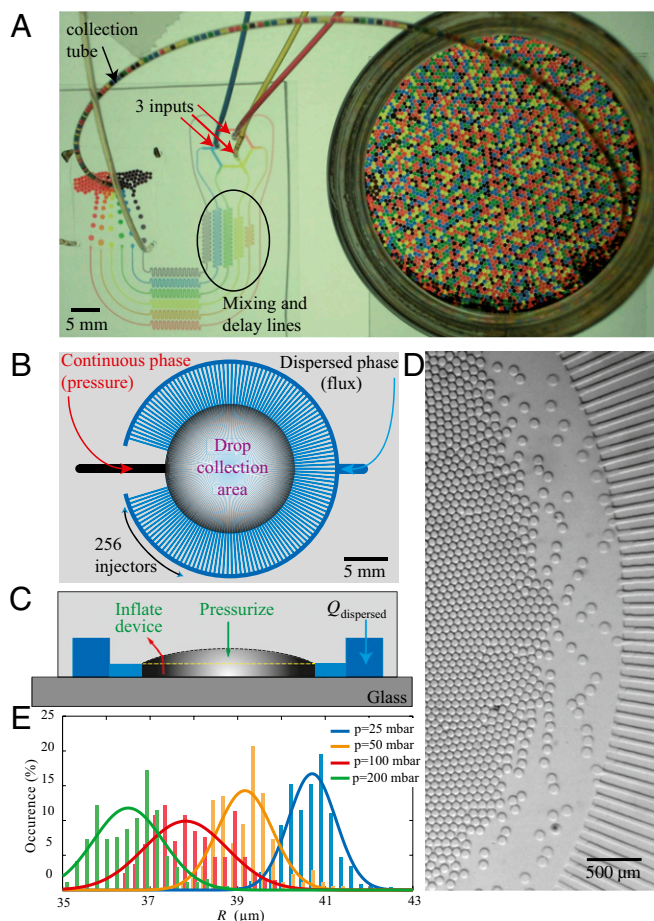 A
collection
tube
3 inputs
Mixing and
delay lines
5 mm
B
Continuous phase
(pressure)
Dispersed phase
(flux)
Drop
collection
area
256
injectors
5 mm
C
Inflate
device
Pressurize
Qdispersed
Glass
D
500 µm
E
p=25 mbar
p=50 mbar
p=100 mbar
p=200 mbar
Occurence (%)
25
20
15
10
5
0
35 37 39 41 43
R (µm)